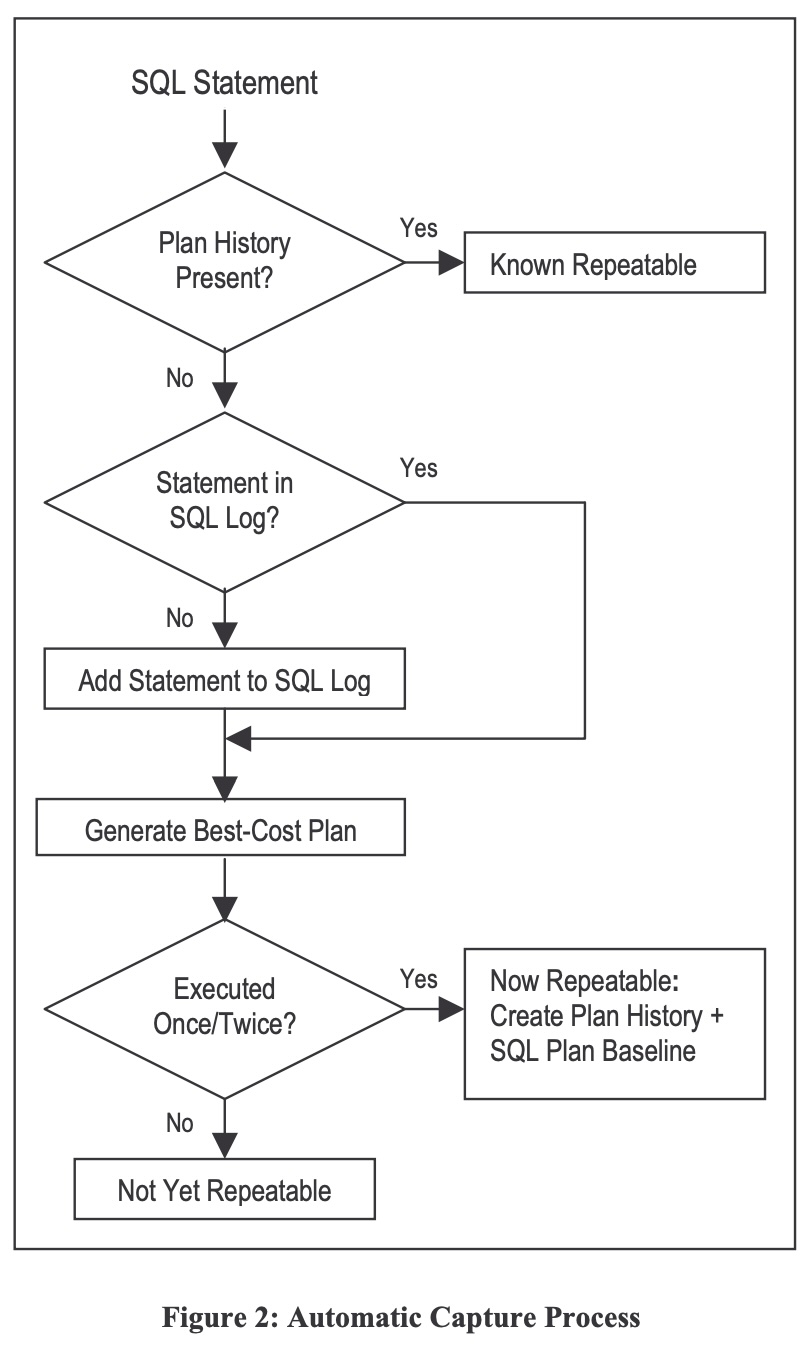 SQL Statement
Plan History
Present?
Yes
Known Repeatable
No
Statement in
SQL Log?
Yes
No
Add Statement to SQL Log
Generate Best-Cost Plan
Executed
Once/Twice?
Yes
Now Repeatable:
Create Plan History +
SQL Plan Baseline
No
Not Yet Repeatable
Figure 2: Automatic Capture Process